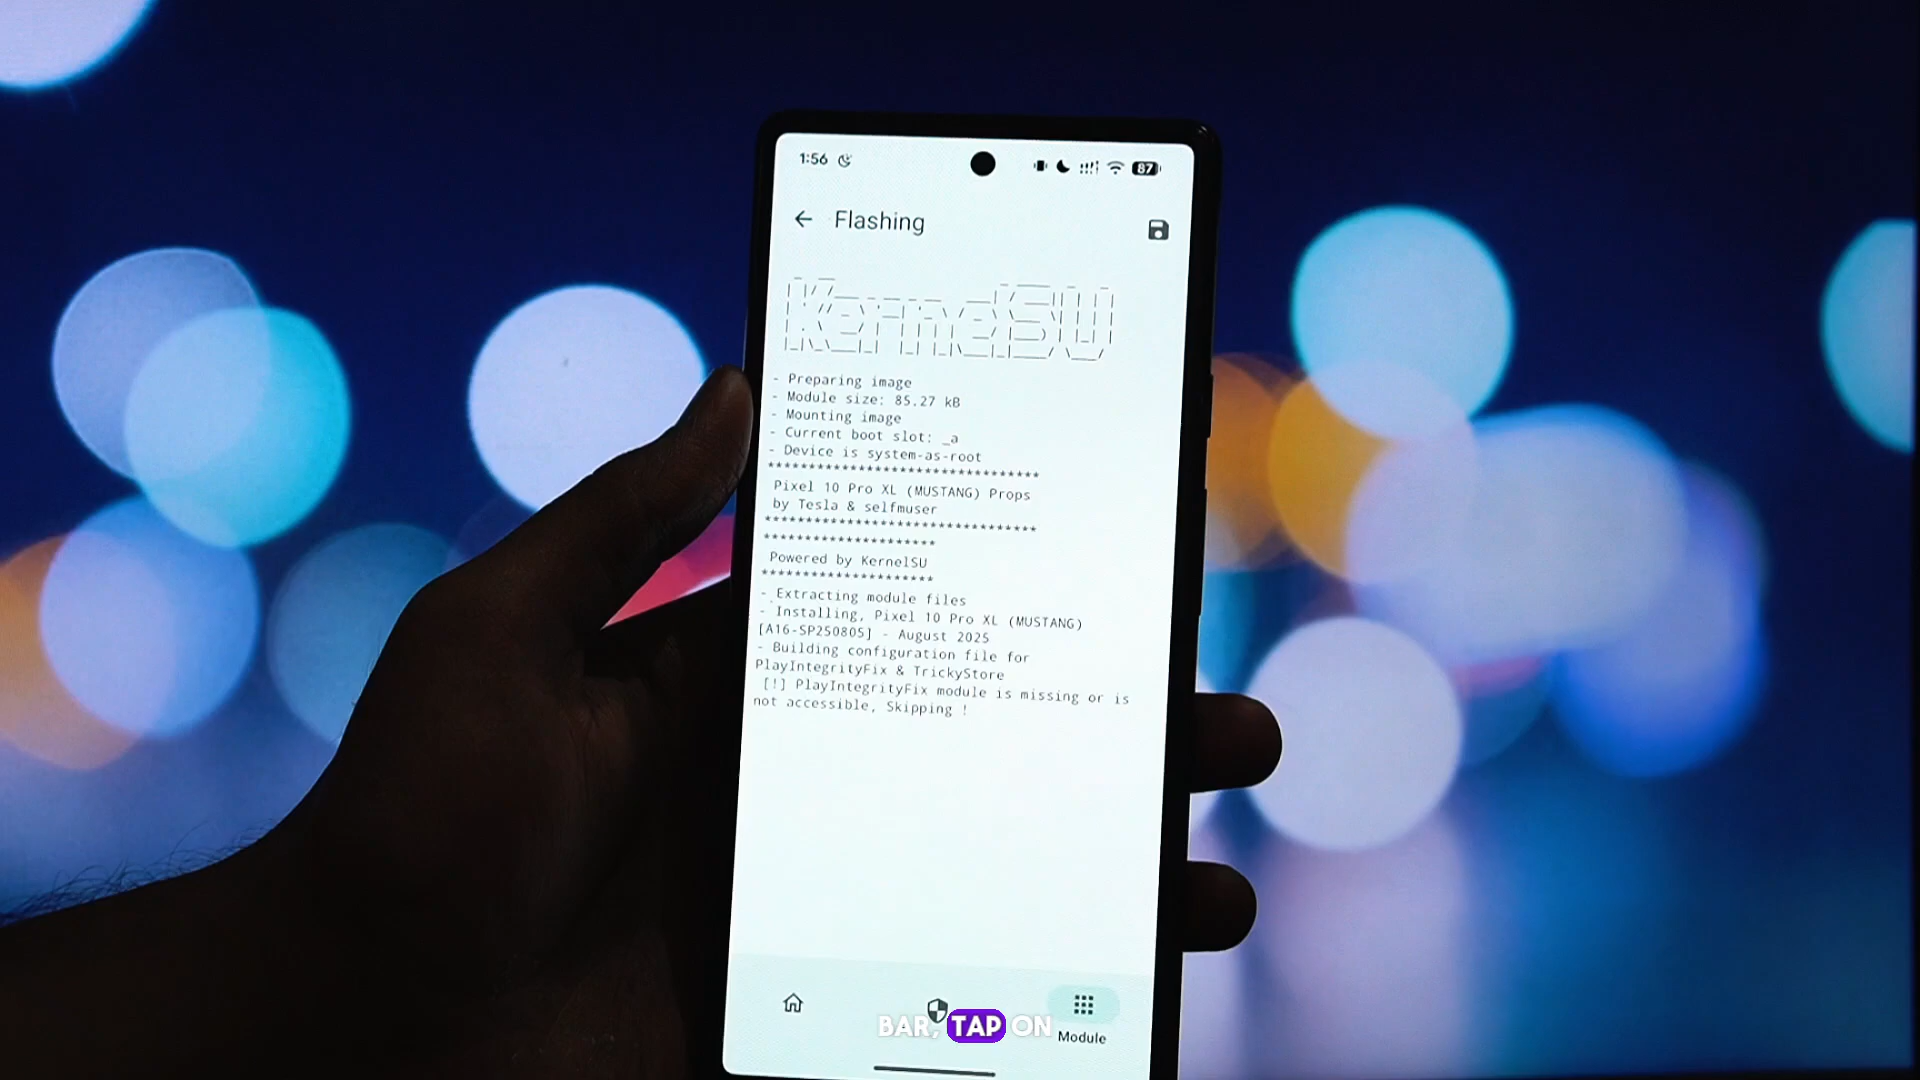 1:56
87
Flashing
KernelSU
- Preparing image
- Module size: 85.27 kB
- Mounting image
- Current boot slot: _a
- Device is system-as-root
*********************************
Pixel 10 Pro XL (MUSTANG) Props
by Tesla & selfmuser
*********************************
*********************
Powered by KernelSU
*********************
- Extracting module files
- Installing, Pixel 10 Pro XL (MUSTANG)
[A16-SP250805] - August 2025
- Building configuration file for
PlayIntegrityFix & TrickyStore
[!] PlayIntegrityFix module is missing or is
not accessible, Skipping !
BAR, TAP ON
Module